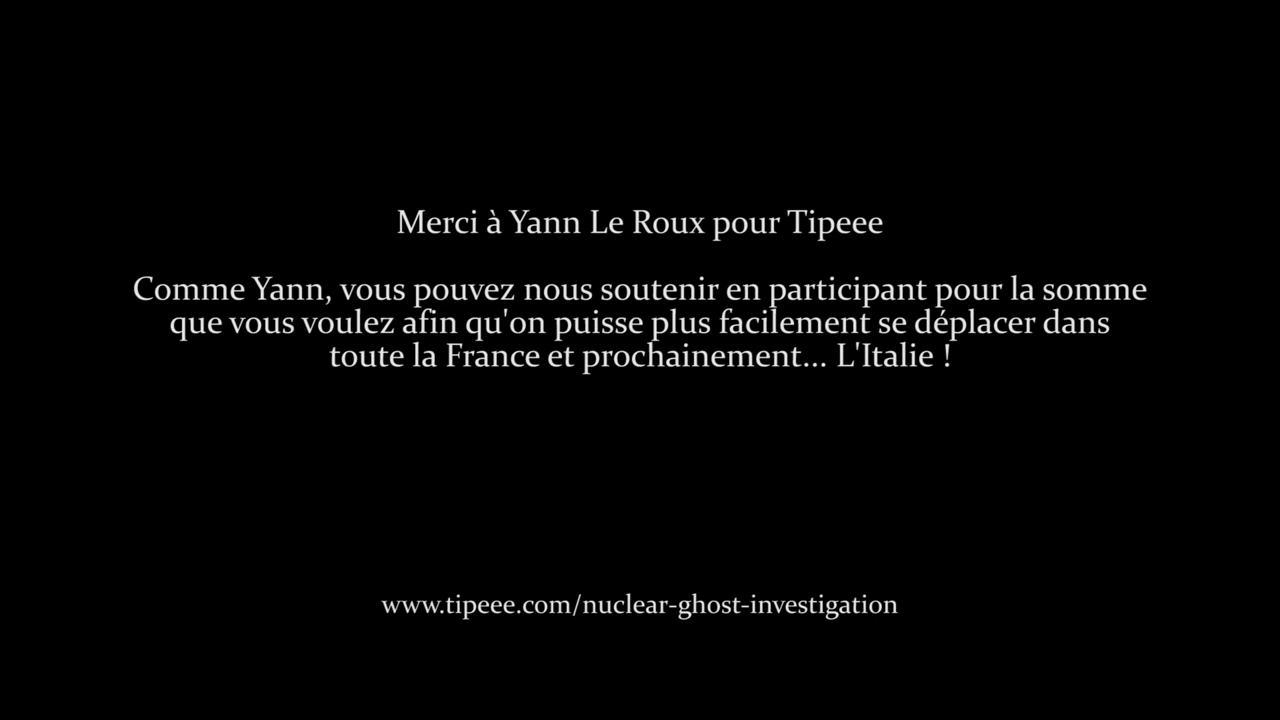 Merci à Yann Le Roux pour Tipeee
Comme Yann, vous pouvez nous soutenir en participant pour la somme
que vous voulez afin qu'on puisse plus facilement se déplacer dans
toute la France et prochainement... L'Italie !
www.tipeee.com/nuclear-ghost-investigation